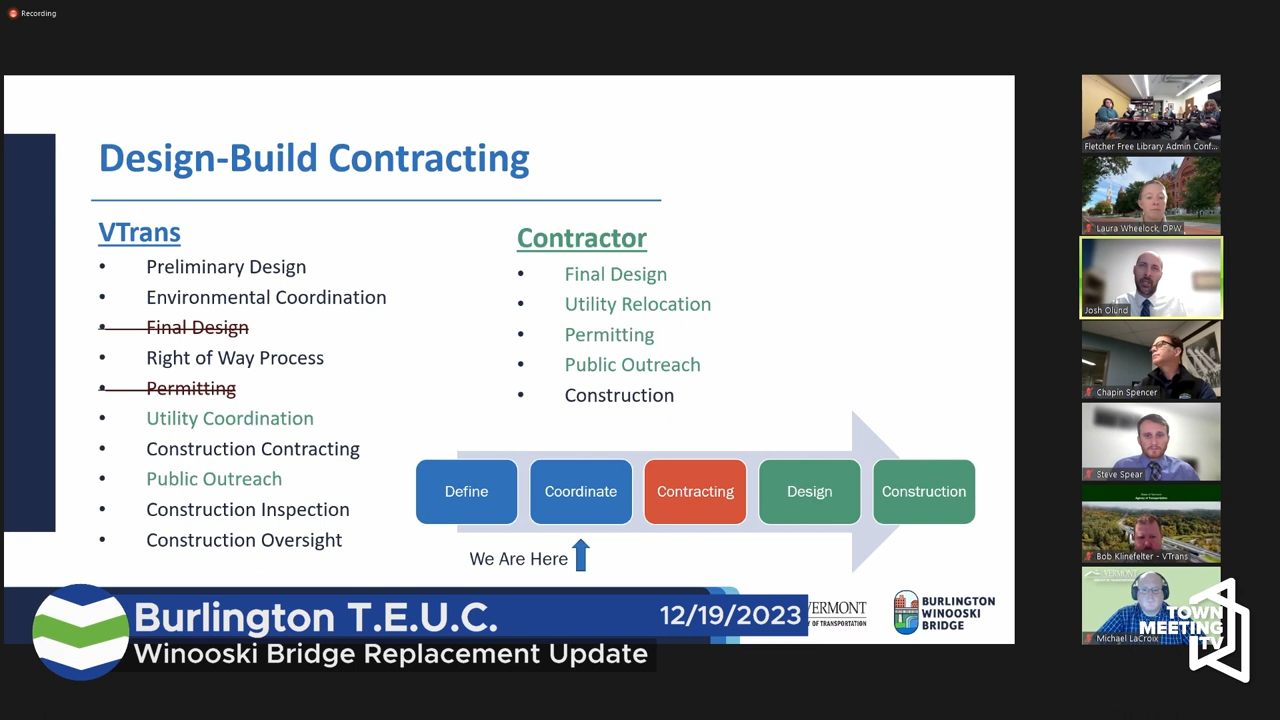 Recording
Design-Build Contracting
VTrans
Preliminary Design
Environmental Coordination
Final Design
Right of Way Process
Permitting
Utility Coordination
Construction Contracting
Public Outreach
Construction Inspection
Construction Oversight
Contractor
Final Design
Utility Relocation
Permitting
Public Outreach
Construction
Define
Coordinate
Contracting
Design
Construction
We Are Here
Burlington T.E.U.C.
12/19/2023
Winooski Bridge Replacement Update
VERMONT
OF TRANSPORTATION
BURLINGTON
WINOOSKI
BRIDGE
Fletcher Free Library Admin Conf...
Laura Wheelock, DPW
Josh Olund
Chapin Spencer
Steve Spear
Agency of Transportation
Bob Klinefelter - VTrans
VERMONT
Michael LaCroix
TOWN
MEETING
TV